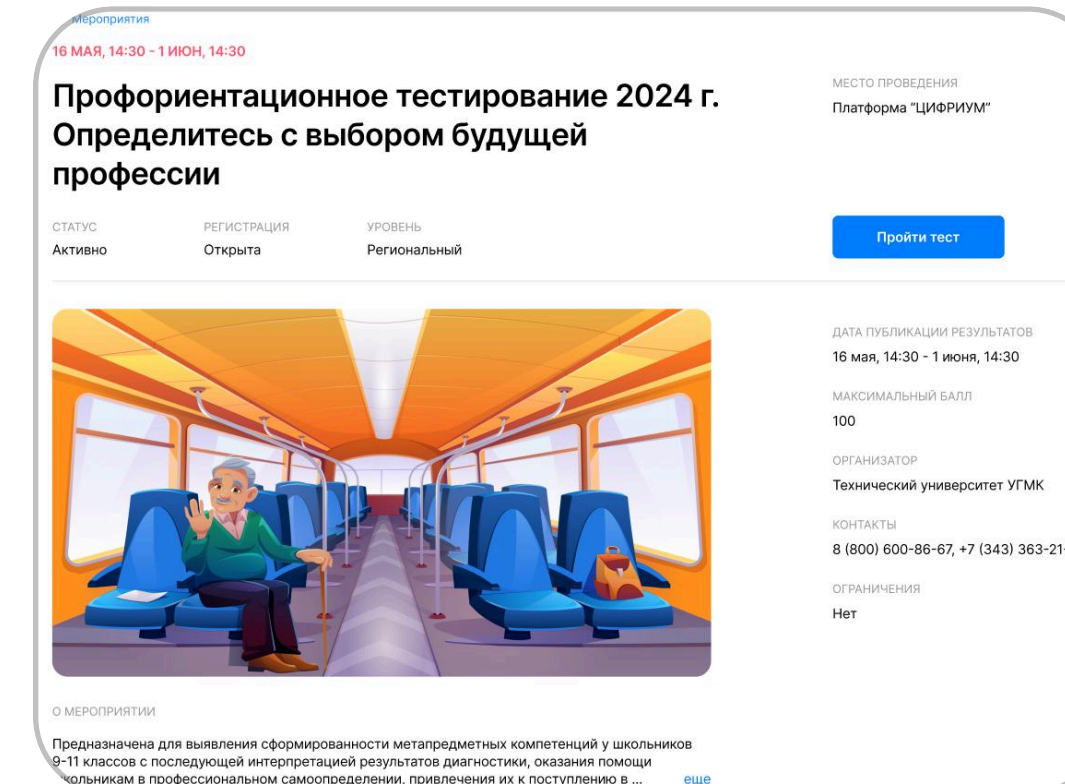 Мероприятия
16 МАЯ, 14:30 - 1 ИЮН, 14:30
Профориентационное тестирование 2024 г.
Определитесь с выбором будущей
профессии
МЕСТО ПРОВЕДЕНИЯ
Платформа "ЦИФРИУМ"
СТАТУС
Активно
РЕГИСТРАЦИЯ
Открыта
УРОВЕНЬ
Региональный
Пройти тест
ДАТА ПУБЛИКАЦИИ РЕЗУЛЬТАТОВ
16 мая, 14:30 - 1 июня, 14:30
МАКСИМАЛЬНЫЙ БАЛЛ
100
ОРГАНИЗАТОР
Технический университет УГМК
КОНТАКТЫ
8 (800) 600-86-67, +7 (343) 363-21-
ОГРАНИЧЕНИЯ
Нет
О МЕРОПРИЯТИИ
Предназначена для выявления сформированности метапредметных компетенций у школьников
9-11 классов с последующей интерпретацией результатов диагностики, оказания помощи
школьникам в профессиональном самоопределении, привлечения их к поступлению в ... еще